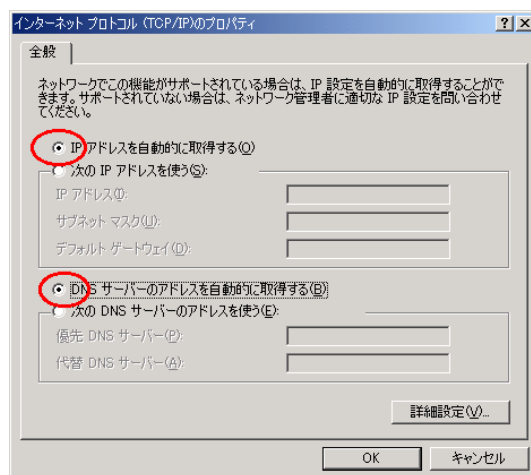 インターネット プロトコル (TCP/IP)のプロパティ
全般
ネットワークでこの機能がサポートされている場合は、IP 設定を自動的に取得することがで
きます。サポートされていない場合は、ネットワーク管理者に適切な IP 設定を問い合わせ
てください。
IP アドレスを自動的に取得する(O)
次の IP アドレスを使う(S):
IP アドレス(I):
サブネット マスク(U):
デフォルト ゲートウェイ(D):
DNS サーバーのアドレスを自動的に取得する(B)
次の DNS サーバーのアドレスを使う(E):
優先 DNS サーバー(P):
代替 DNS サーバー(A):
詳細設定(V)...
OK
キャンセル